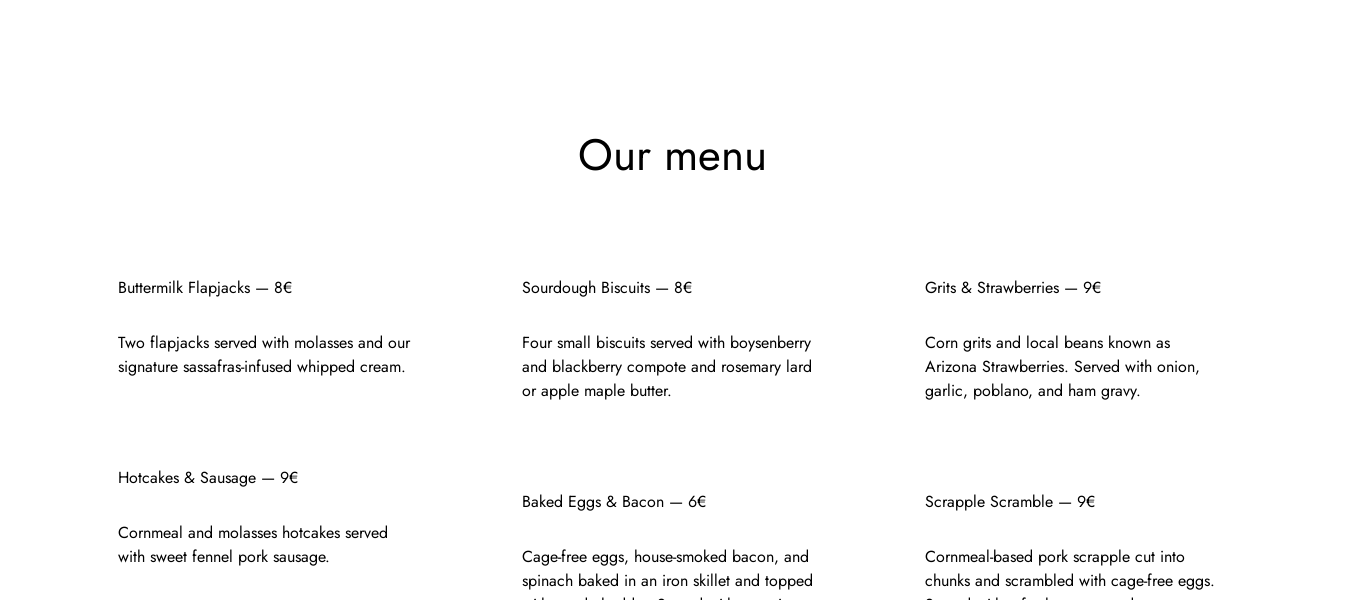 Our menu
Buttermilk Flapjacks — 8€
Two flapjacks served with molasses and our
signature sassafras-infused whipped cream.
Hotcakes & Sausage — 9€
Cornmeal and molasses hotcakes served
with sweet fennel pork sausage.
Sourdough Biscuits — 8€
Four small biscuits served with boysenberry
and blackberry compote and rosemary lard
or apple maple butter.
Baked Eggs & Bacon — 6€
Cage-free eggs, house-smoked bacon, and
spinach baked in an iron skillet and topped
Grits & Strawberries — 9€
Corn grits and local beans known as
Arizona Strawberries. Served with onion,
garlic, poblano, and ham gravy.
Scrapple Scramble — 9€
Cornmeal-based pork scrapple cut into
chunks and scrambled with cage-free eggs.